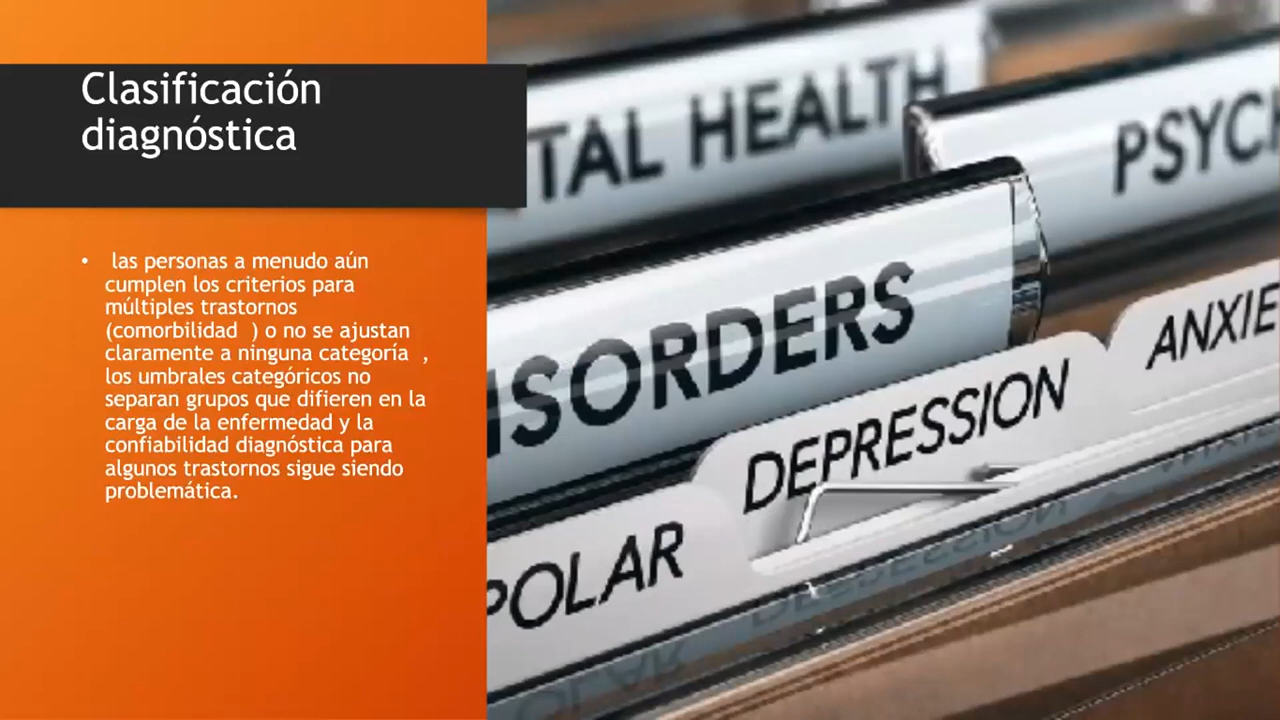 Clasificación
diagnóstica
• las personas a menudo aún
cumplen los criterios para
múltiples trastornos
(comorbilidad ) o no se ajustan
claramente a ninguna categoría ,
los umbrales categóricos no
separan grupos que difieren en la
carga de la enfermedad y la
confiabilidad diagnóstica para
algunos trastornos sigue siendo
problemática.
TAL HEALTH
PSYC
ISORDERS
ANXIE
DEPRESSION
POLAR